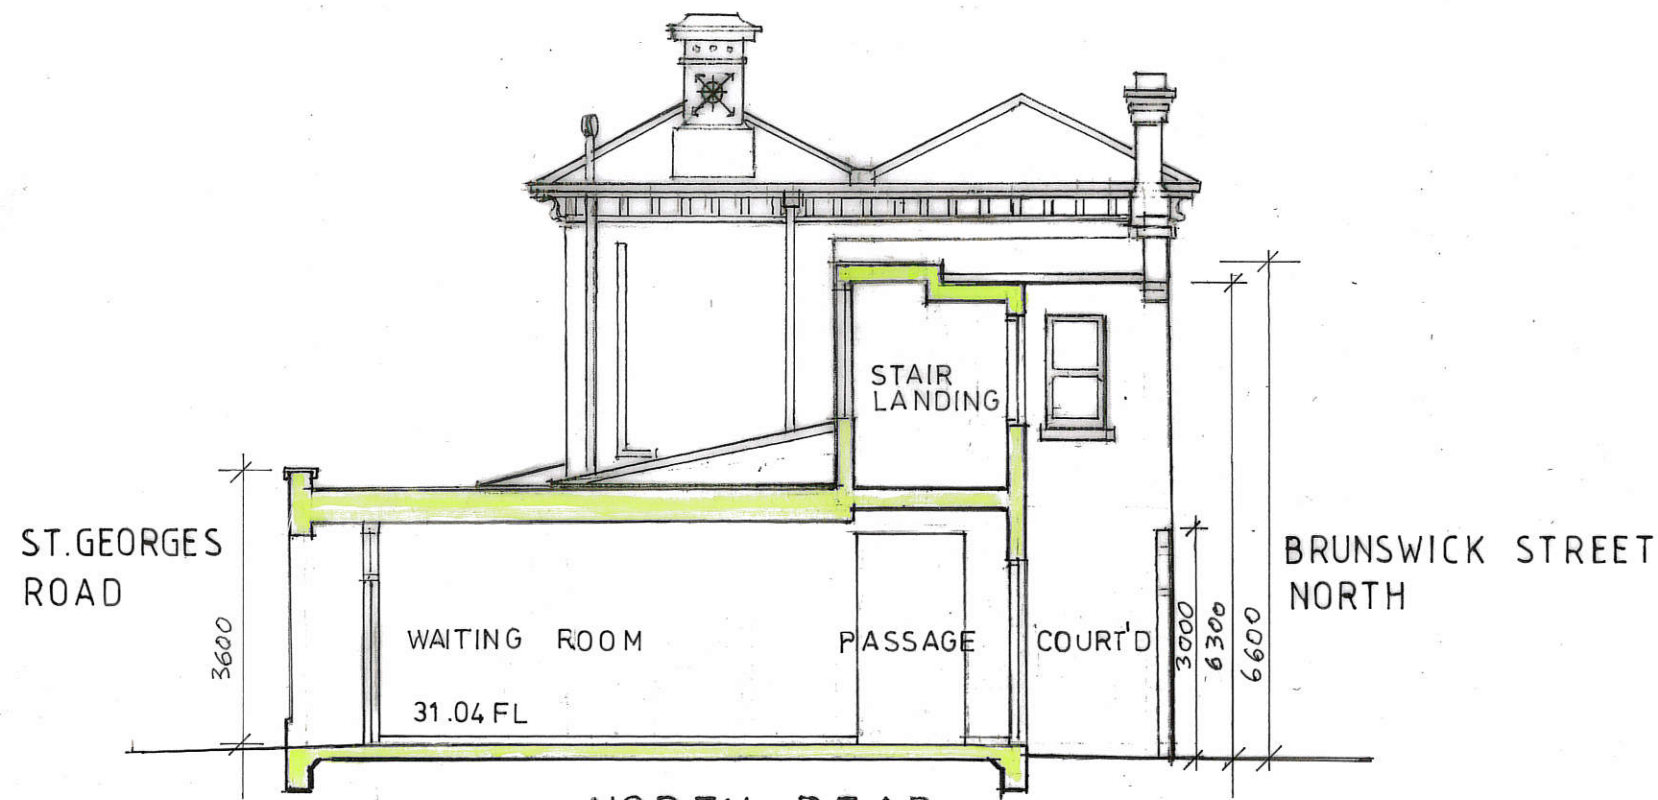 STAIR
LANDING
ST.GEORGES
ROAD
BRUNSWICK STREET
NORTH
3600
WAITING ROOM
PASSAGE
COURT'D
3000
6300
6600
31.04 FL